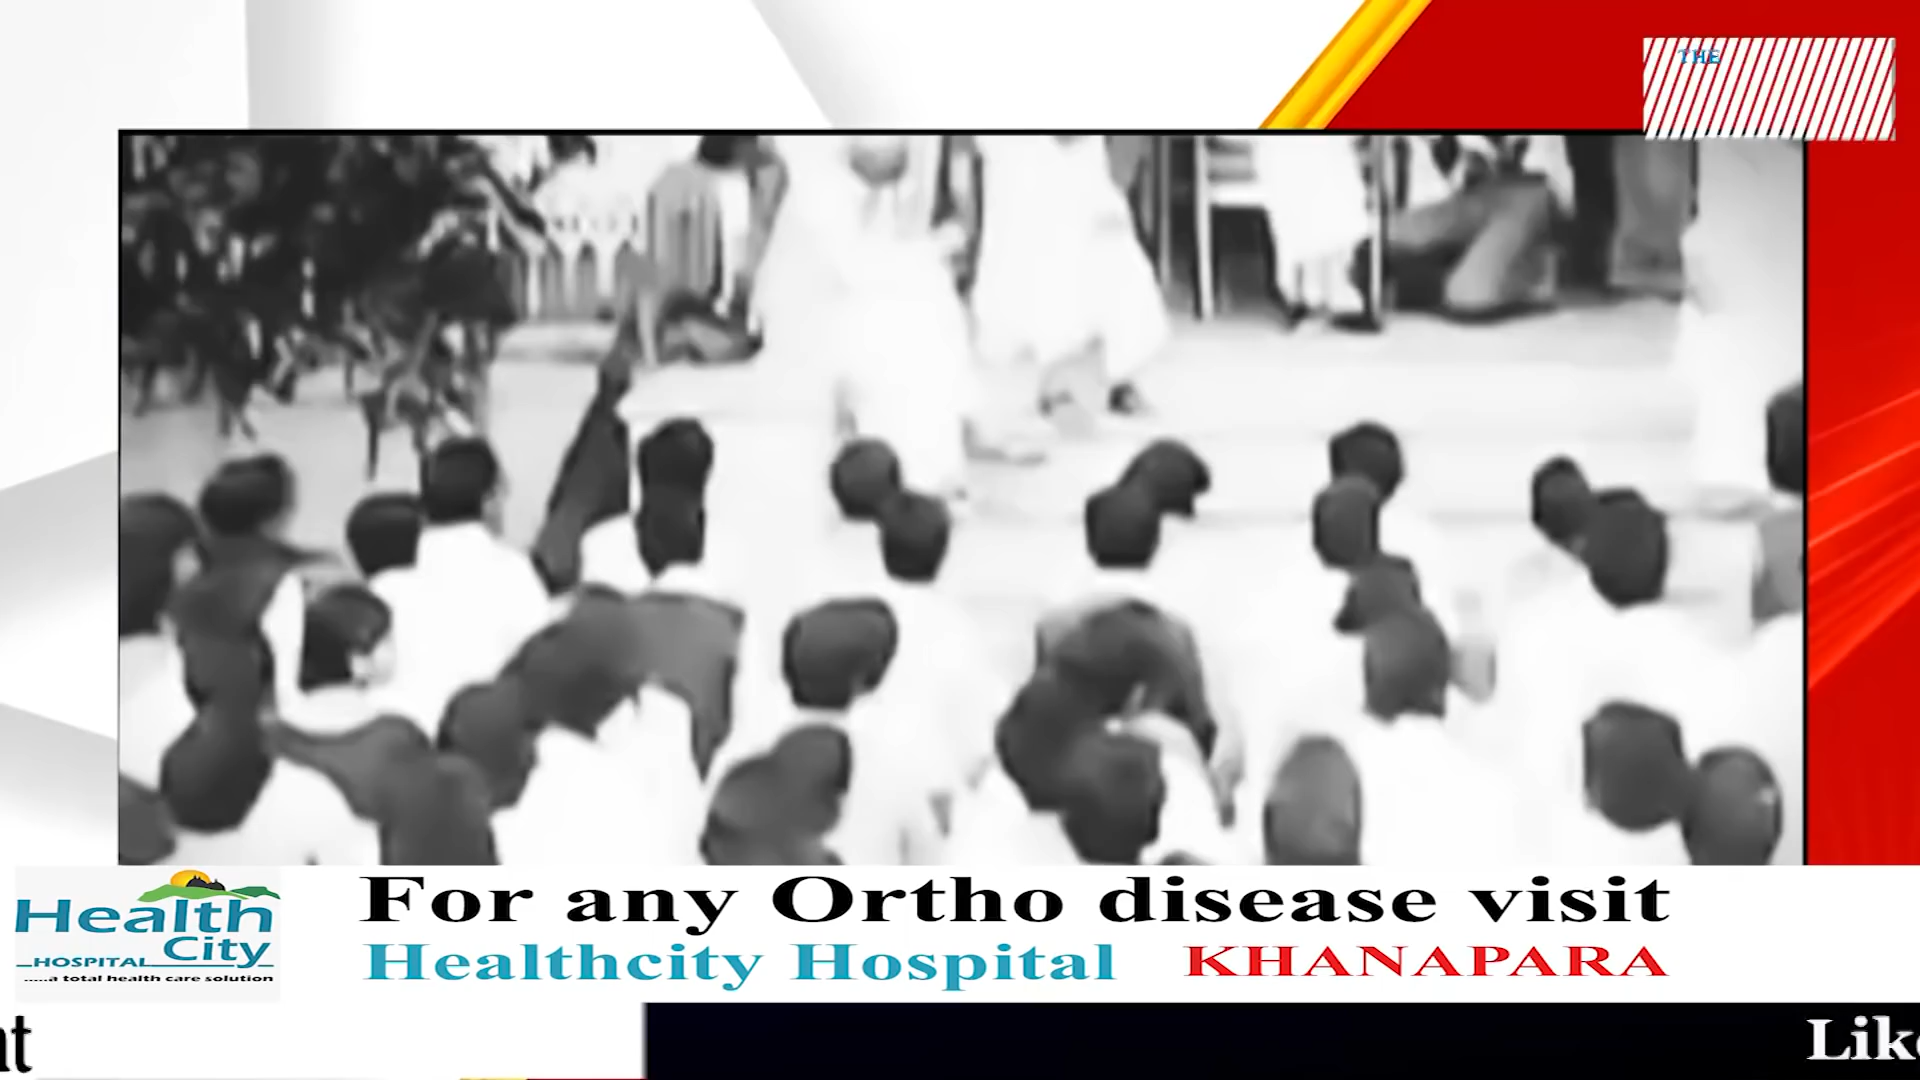 THE
Health
City
HOSPITAL
.....a total health care solution
For any Ortho disease visit
Healthcity Hospital KHANAPARA